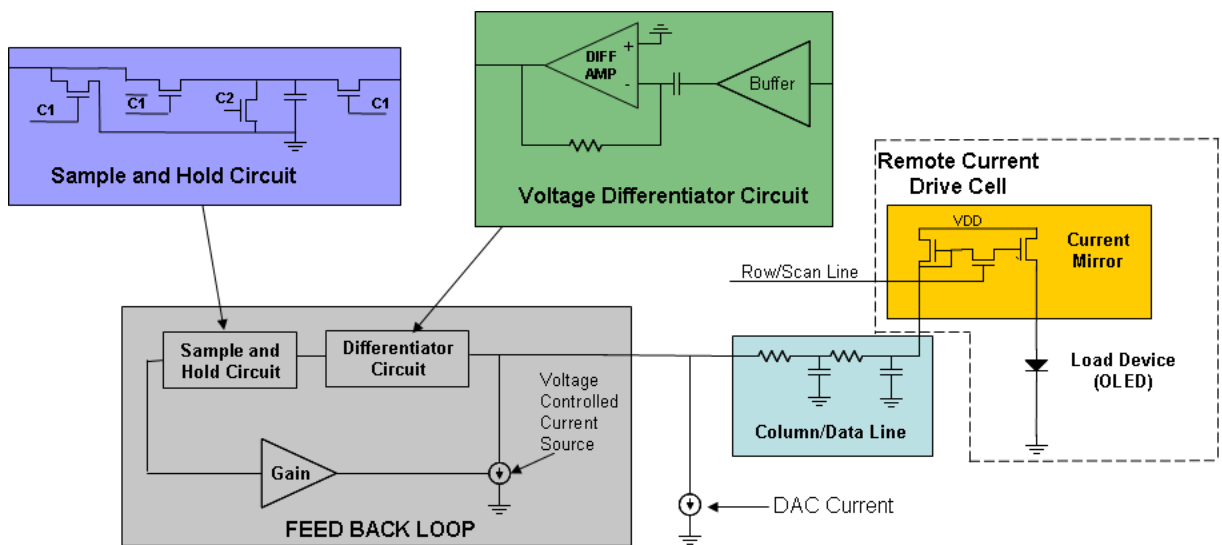 C1
C1
C2
C1
Sample and Hold Circuit
DIFF
AMP
+
-
Buffer
Voltage Differentiator Circuit
Remote Current
Drive Cell
VDD
Current
Mirror
Row/Scan Line
Load Device
(OLED)
Sample and
Hold Circuit
Differentiator
Circuit
Voltage
Controlled
Current
Source
Gain
FEED BACK LOOP
Column/Data Line
DAC Current